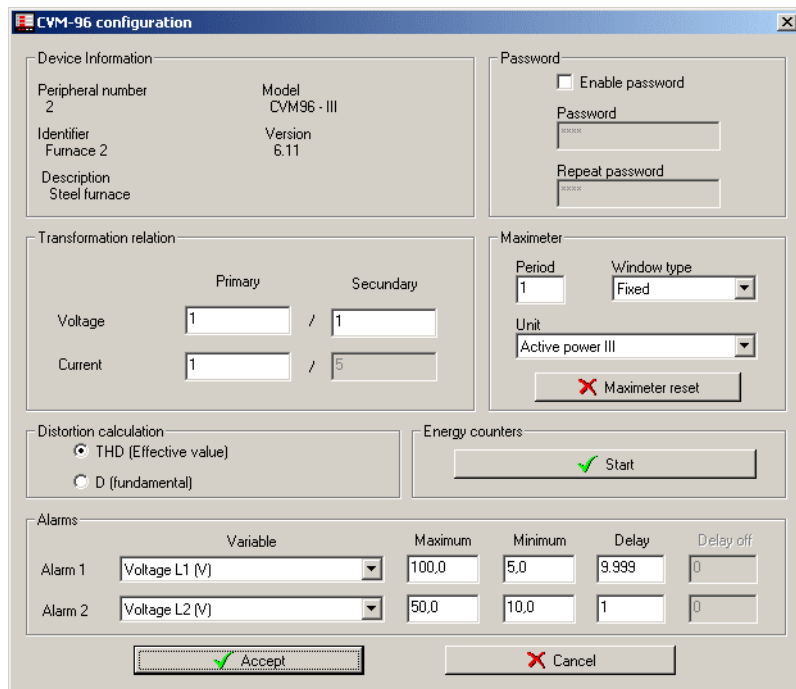 CVM-96 configuration
Device Information
Peripheral number
2
Model
CVM96 - III
Identifier
Furnace 2
Version
6.11
Description
Steel furnace
Password
Enable password
Password
****
Repeat password
****
Transformation relation
Primary Secundary
Voltage 1 / 1
Current 1 / 5
Maximeter
Period Window type
1 Fixed
Unit
Active power III
Maximeter reset
Distortion calculation
THD (Effective value)
D (fundamental)
Energy counters
Start
Alarms
Variable Maximum Minimum Delay Delay off
Alarm 1 Voltage L1 (V) 100,0 5,0 9.999 0
Alarm 2 Voltage L2 (V) 50,0 10,0 1 0
Accept Cancel